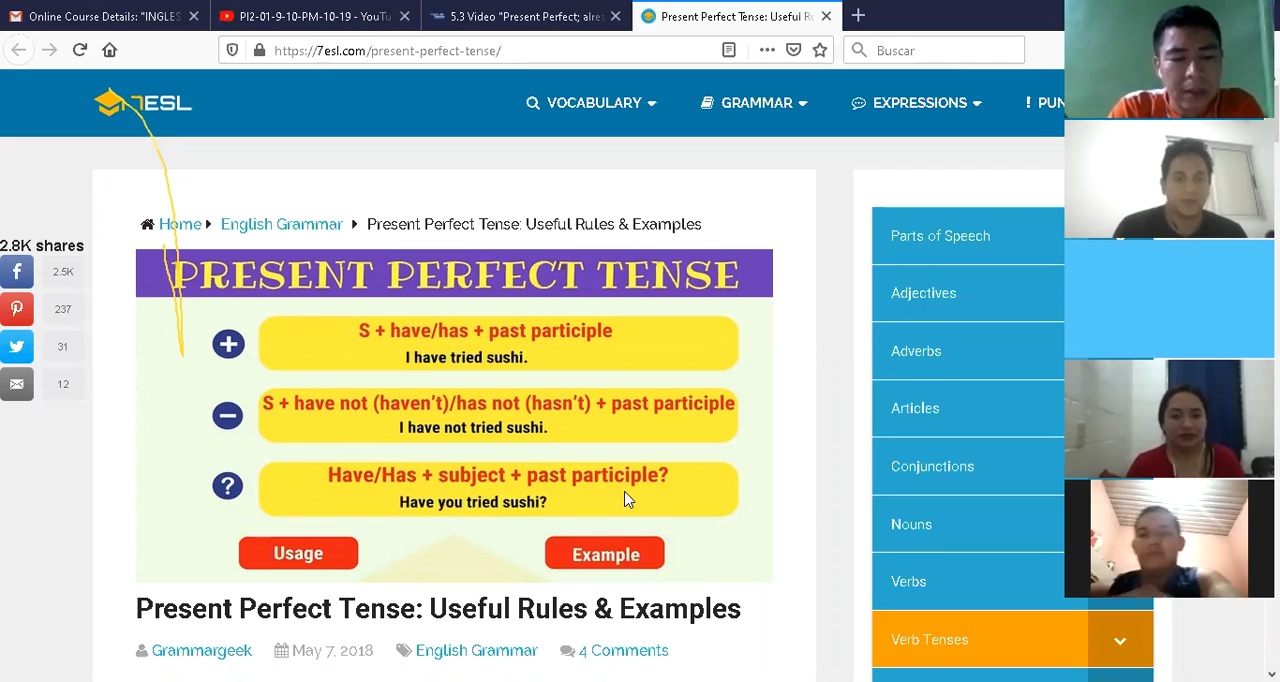 Online Course Details: "INGLES
PI2-01-9-10-PM-10-19 - YouTu
5.3 Video "Present Perfect; alrea
Present Perfect Tense: Useful Ru
https://7esl.com/present-perfect-tense/
Buscar
7ESL
VOCABULARY
GRAMMAR
EXPRESSIONS
! PUN
Home
English Grammar
Present Perfect Tense: Useful Rules & Examples
2.8K shares
2.5K
237
31
12
PRESENT PERFECT TENSE
S + have/has + past participle
I have tried sushi.
S + have not (haven't)/has not (hasn't) + past participle
I have not tried sushi.
?
Have/Has + subject + past participle?
Have you tried sushi?
Usage
Example
Present Perfect Tense: Useful Rules & Examples
Grammargeek
May 7, 2018
English Grammar
4 Comments
Parts of Speech
Adjectives
Adverbs
Articles
Conjunctions
Nouns
Verbs
Verb Tenses